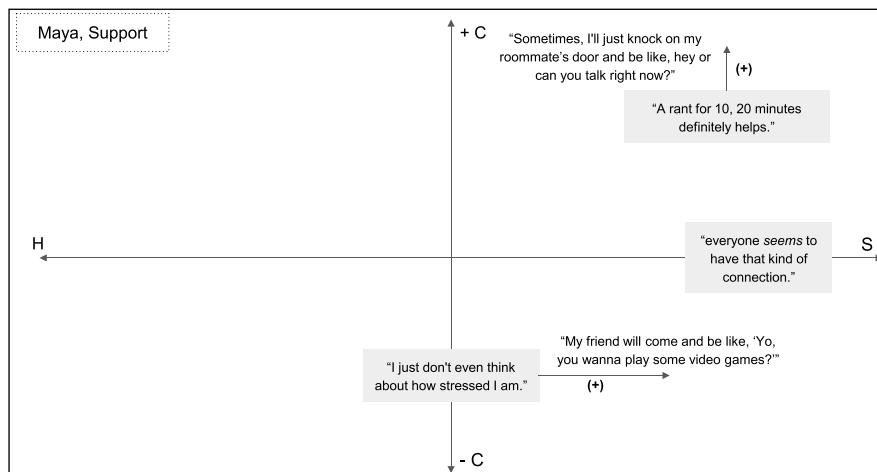 Maya, Support
+ C
“Sometimes, I'll just knock on my
roommate’s door and be like, hey or
can you talk right now?”
(+)
“A rant for 10, 20 minutes
definitely helps.”
H
S
“everyone seems to
have that kind of
connection.”
“My friend will come and be like, ‘Yo,
you wanna play some video games?’”
“I just don't even think
about how stressed I am.”
(+)
- C